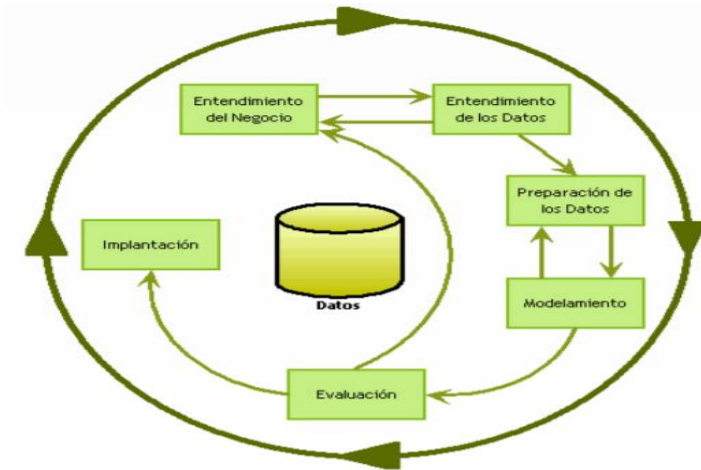 Entendimiento
del Negocio
Entendimiento
de los Datos
Preparación de
los Datos
Implantación
Datos
Modelamiento
Evaluación